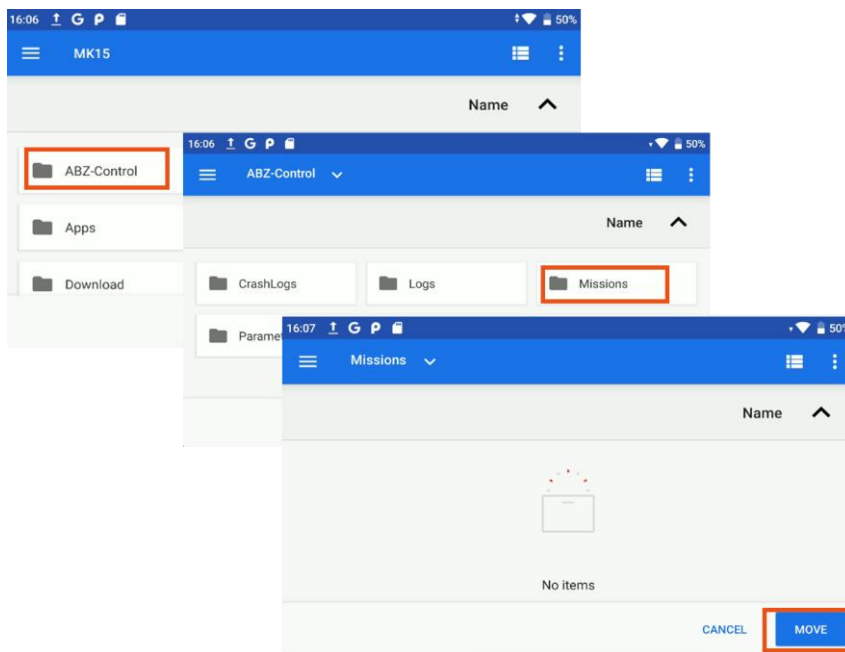 16:06 G P 50%
MK15
Name
ABZ-Control
Apps
Download
16:06 G P 50%
ABZ-Control
Name
CrashLogs Logs Missions
Paramet
16:07 G P 50%
Missions
Name
No items
CANCEL MOVE